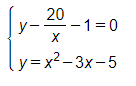 y - 20/x - 1 = 0
y = x² - 3x - 5